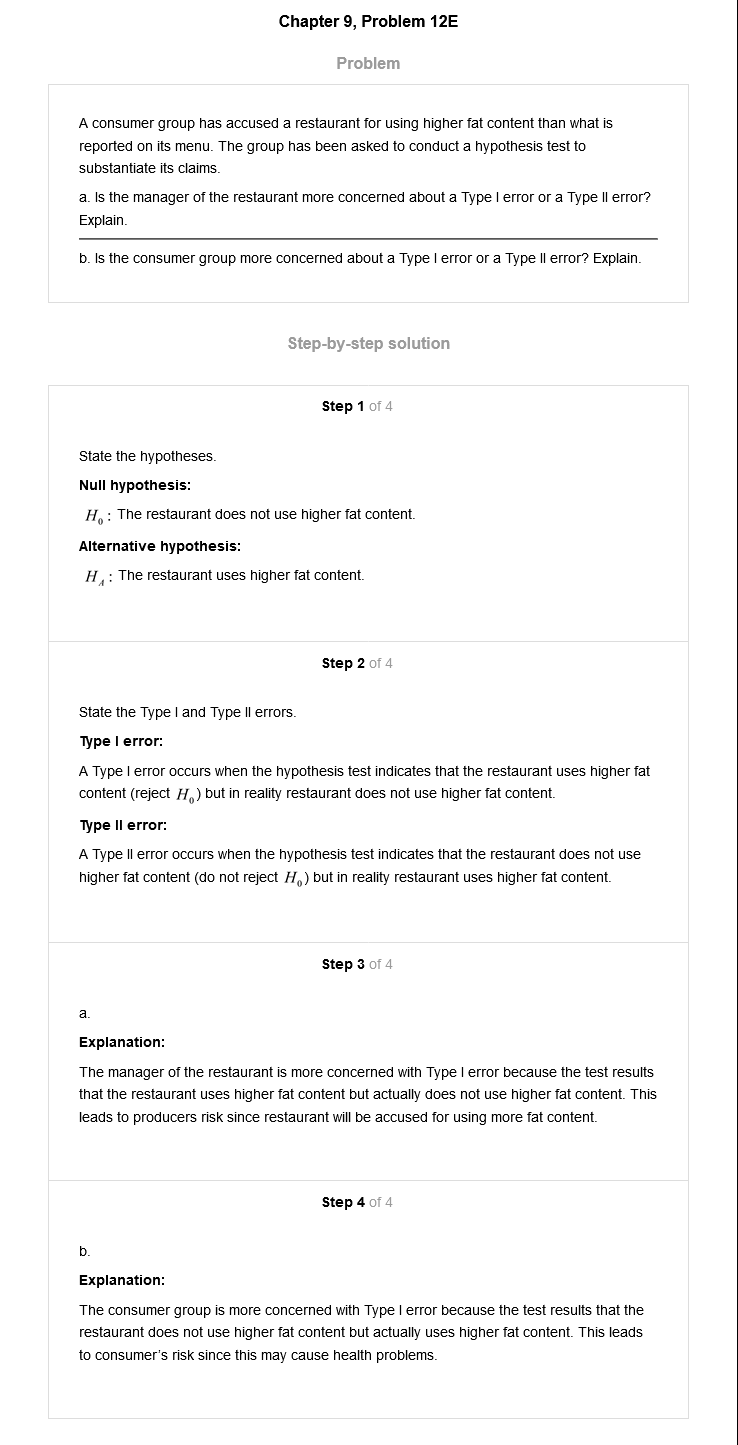 Chapter 9, Problem 12E
Problem
A consumer group has accused a restaurant for using higher fat content than what is
reported on its menu. The group has been asked to conduct a hypothesis test to
substantiate its claims.
a. Is the manager of the restaurant more concerned about a Type I error or a Type II error?
Explain.
b. Is the consumer group more concerned about a Type I error or a Type II error? Explain.
Step-by-step solution
Step 1 of 4
State the hypotheses.
Null hypothesis:
H₀ : The restaurant does not use higher fat content.
Alternative hypothesis:
H_A : The restaurant uses higher fat content.
Step 2 of 4
State the Type I and Type II errors.
Type I error:
A Type I error occurs when the hypothesis test indicates that the restaurant uses higher fat
content (reject H₀) but in reality restaurant does not use higher fat content.
Type II error:
A Type II error occurs when the hypothesis test indicates that the restaurant does not use
higher fat content (do not reject H₀) but in reality restaurant uses higher fat content.
Step 3 of 4
a.
Explanation:
The manager of the restaurant is more concerned with Type I error because the test results
that the restaurant uses higher fat content but actually does not use higher fat content. This
leads to producers risk since restaurant will be accused for using more fat content.
Step 4 of 4
b.
Explanation:
The consumer group is more concerned with Type I error because the test results that the
restaurant does not use higher fat content but actually uses higher fat content. This leads
to consumer's risk since this may cause health problems.